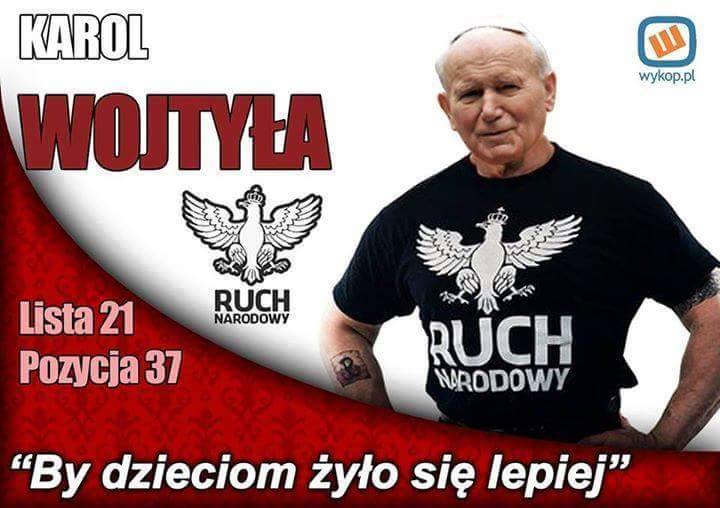 KAROL
WOJTYŁA
wykop.pl
RUCH
NARODOWY
RUCH
NARODOWY
Lista 21
Pozycja 37
“By dzieciom żyło się lepiej”